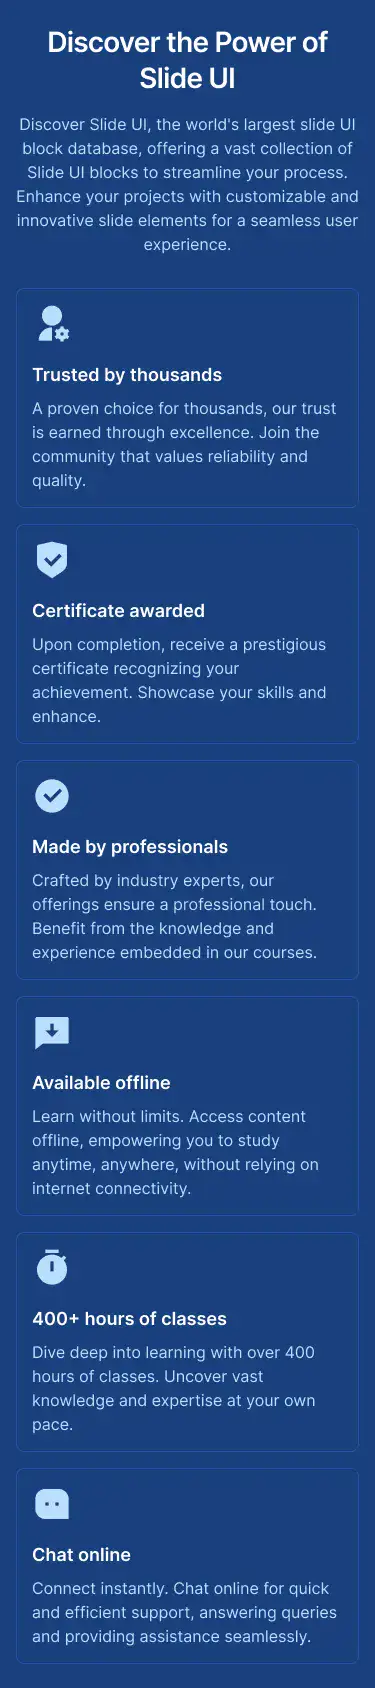 Discover the Power of
Slide UI
Discover Slide UI, the world's largest slide UI
block database, offering a vast collection of
Slide UI blocks to streamline your process.
Enhance your projects with customizable and
innovative slide elements for a seamless user
experience.
Trusted by thousands
A proven choice for thousands, our trust
is earned through excellence. Join the
community that values reliability and
quality.
Certificate awarded
Upon completion, receive a prestigious
certificate recognizing your
achievement. Showcase your skills and
enhance.
Made by professionals
Crafted by industry experts, our
offerings ensure a professional touch.
Benefit from the knowledge and
experience embedded in our courses.
Available offline
Learn without limits. Access content
offline, empowering you to study
anytime, anywhere, without relying on
internet connectivity.
400+ hours of classes
Dive deep into learning with over 400
hours of classes. Uncover vast
knowledge and expertise at your own
pace.
Chat online
Connect instantly. Chat online for quick
and efficient support, answering queries
and providing assistance seamlessly.